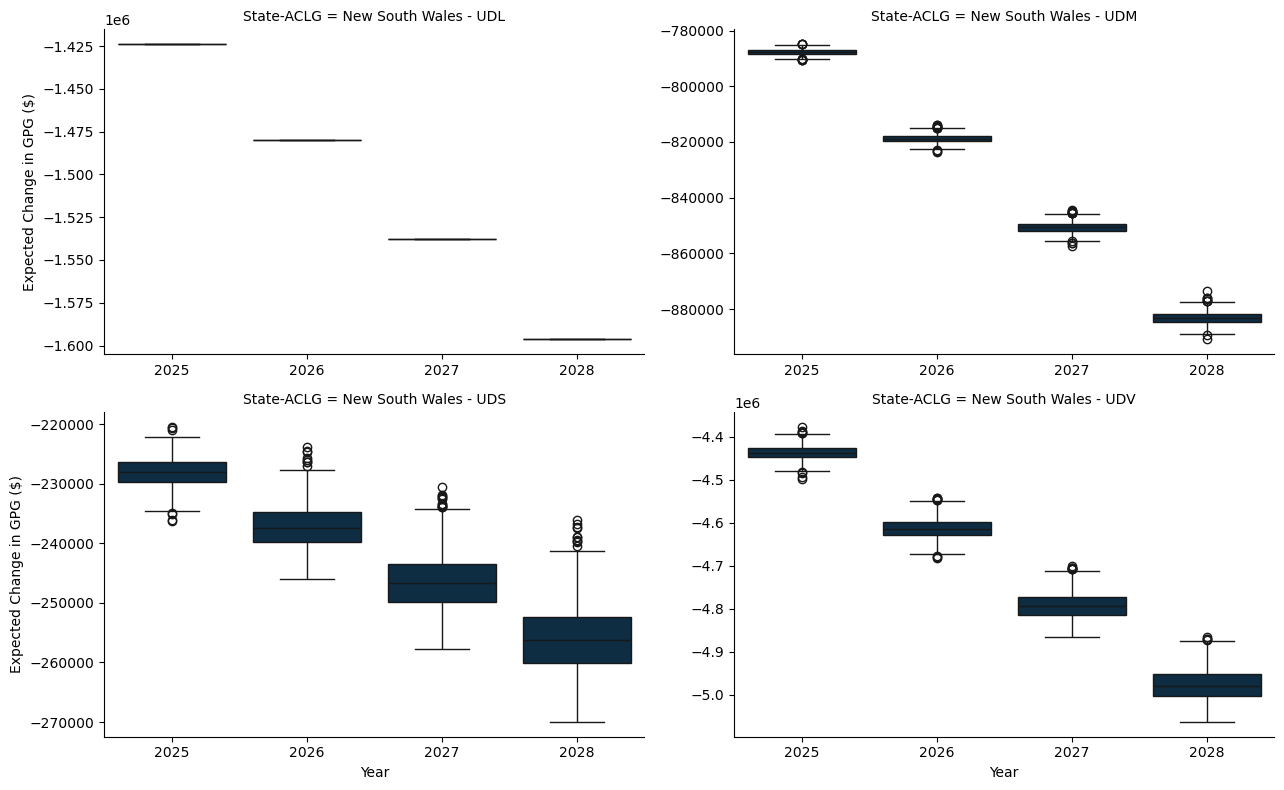 State-ACLG = New South Wales - UDL
1e6
−1.425
−1.450
−1.475
−1.500
−1.525
−1.550
−1.575
−1.600
Expected Change in GPG ($)
2025 2026 2027 2028
State-ACLG = New South Wales - UDM
−780000
−800000
−820000
−840000
−860000
−880000
2025 2026 2027 2028
State-ACLG = New South Wales - UDS
−220000
−230000
−240000
−250000
−260000
−270000
Expected Change in GPG ($)
2025 2026 2027 2028
Year
State-ACLG = New South Wales - UDV
1e6
−4.4
−4.5
−4.6
−4.7
−4.8
−4.9
−5.0
2025 2026 2027 2028
Year